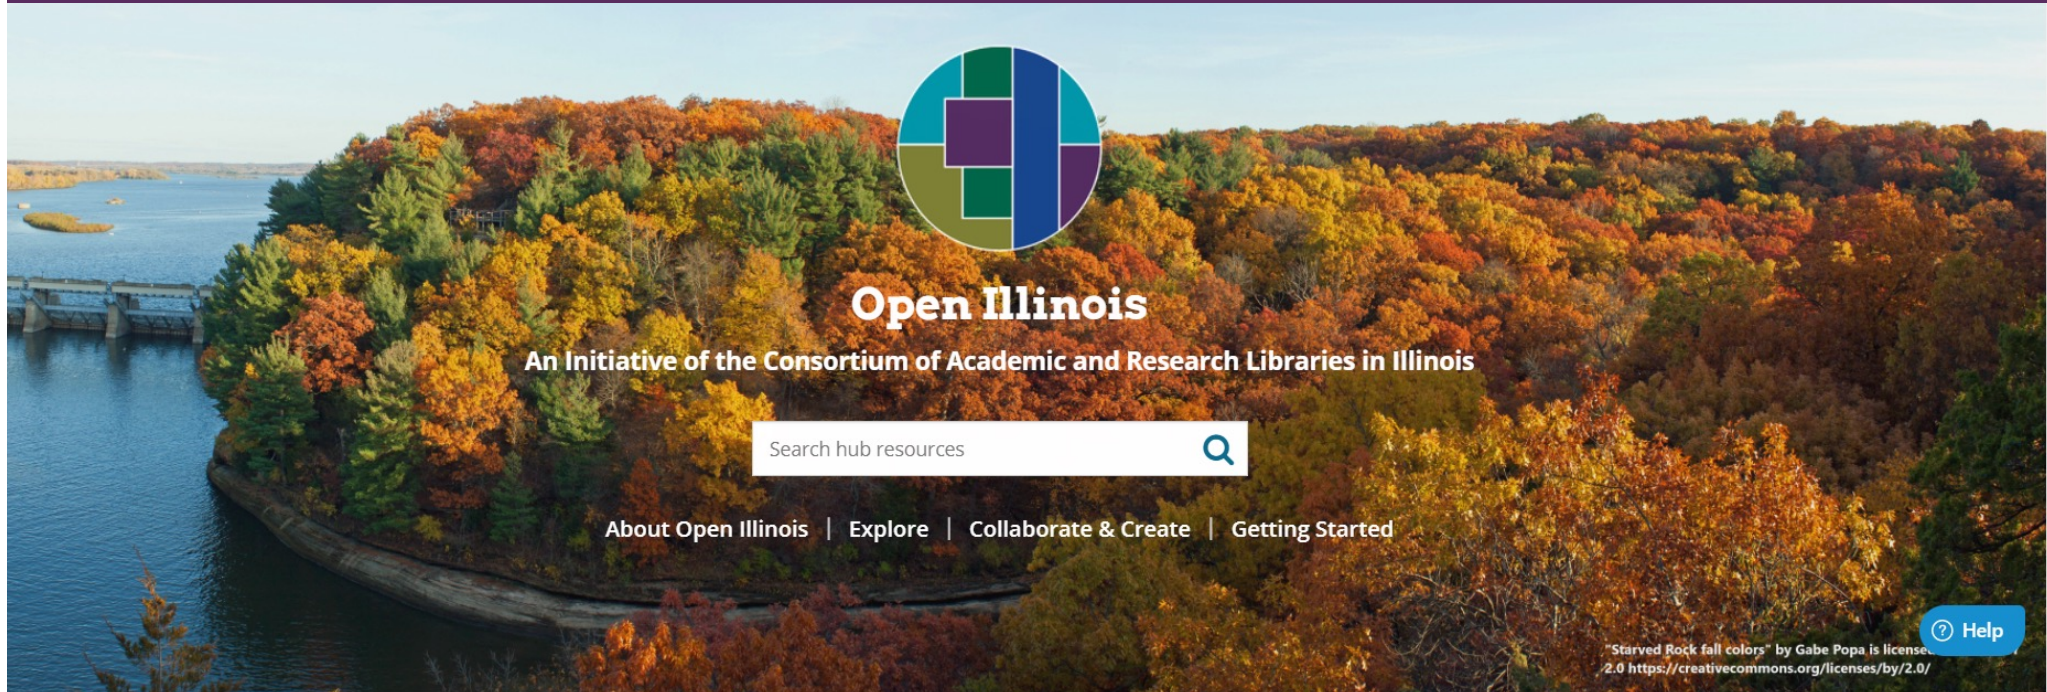 Open Illinois
An Initiative of the Consortium of Academic and Research Libraries in Illinois
Search hub resources
About Open Illinois | Explore | Collaborate & Create | Getting Started
Help
"Starved Rock fall colors" by Gabe Popa is
2.0 https://creativecommons.org/licenses/by/2.0/